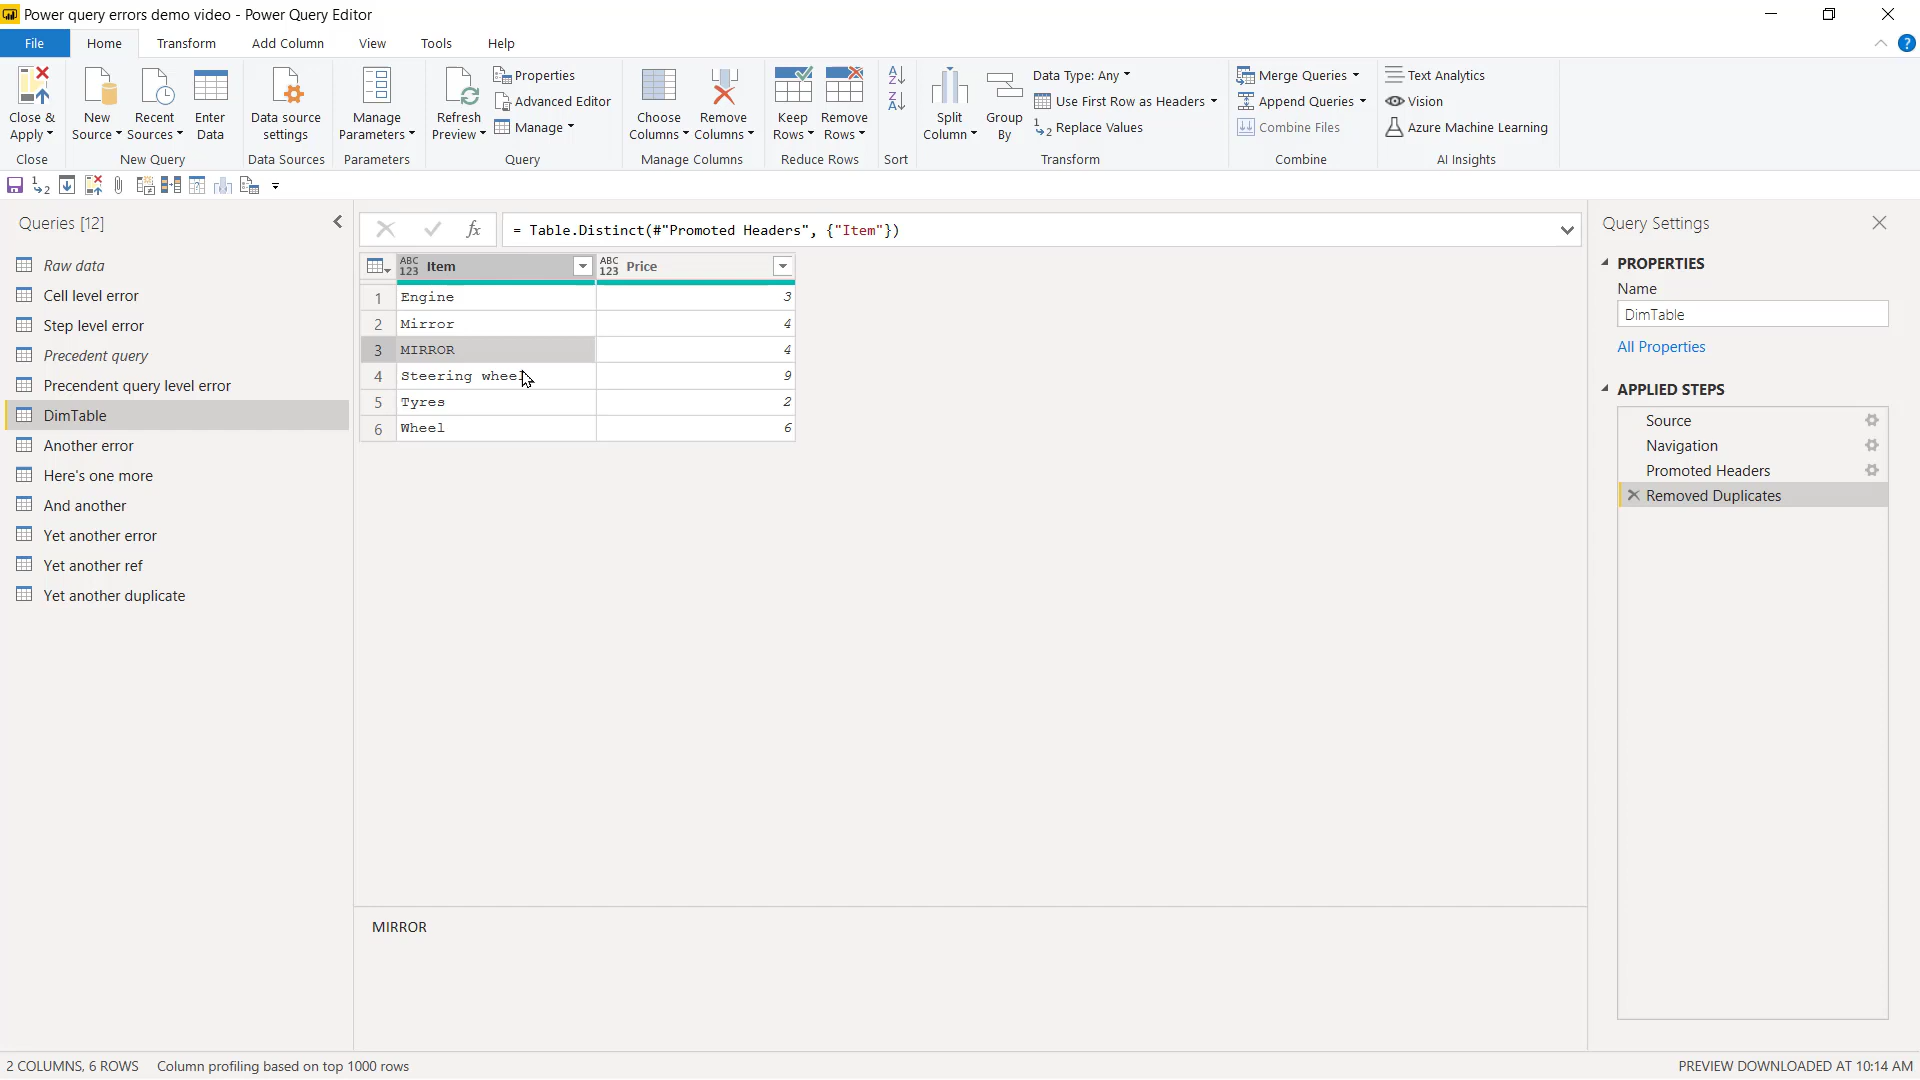 Power query errors demo video - Power Query Editor
File Home Transform Add Column View Tools Help
Close & Apply
New Source
Recent Sources
Enter Data
Data source settings
Manage Parameters
Refresh Preview
Properties
Advanced Editor
Manage
Choose Columns
Remove Columns
Keep Rows
Remove Rows
Split Column
Group By
Data Type: Any
Use First Row as Headers
Replace Values
Merge Queries
Append Queries
Combine Files
Text Analytics
Vision
Azure Machine Learning
Close
New Query
Data Sources
Parameters
Query
Manage Columns
Reduce Rows
Sort
Transform
Combine
AI Insights
Queries [12]
Raw data
Cell level error
Step level error
Precedent query
Precendent query level error
DimTable
Another error
Here's one more
And another
Yet another error
Yet another ref
Yet another duplicate
= Table.Distinct(#"Promoted Headers", {"Item"})
ABC 123 Item ABC 123 Price
1 Engine 3
2 Mirror 4
3 MIRROR 4
4 Steering wheel 9
5 Tyres 2
6 Wheel 6
MIRROR
Query Settings
PROPERTIES
Name
DimTable
All Properties
APPLIED STEPS
Source
Navigation
Promoted Headers
Removed Duplicates
2 COLUMNS, 6 ROWS Column profiling based on top 1000 rows
PREVIEW DOWNLOADED AT 10:14 AM